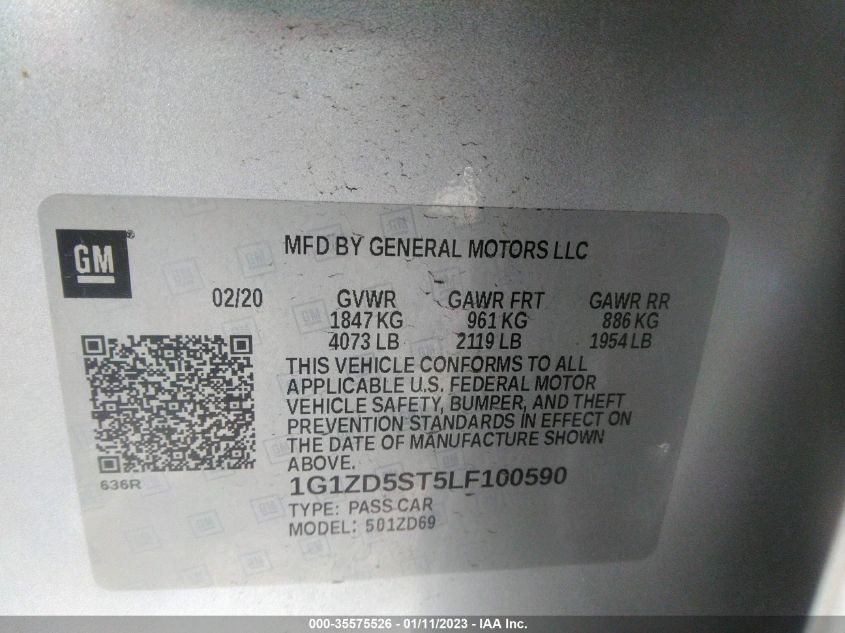 GM
MFD BY GENERAL MOTORS LLC
02/20 GVWR GAWR FRT GAWR RR
1847 KG 961 KG 886 KG
4073 LB 2119 LB 1954 LB
THIS VEHICLE CONFORMS TO ALL
APPLICABLE U.S. FEDERAL MOTOR
VEHICLE SAFETY, BUMPER, AND THEFT
PREVENTION STANDARDS IN EFFECT ON
THE DATE OF MANUFACTURE SHOWN
ABOVE.
636R
1G1ZD5ST5LF100590
TYPE: PASS CAR
MODEL: 501ZD69
000-35575526 - 01/11/2023 - IAA Inc.